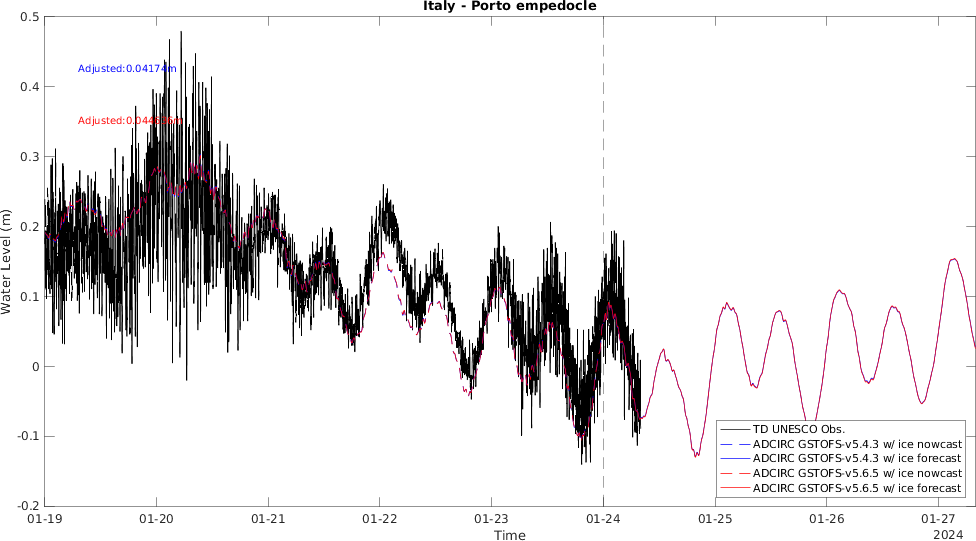 Italy - Porto empedocle
0.5
0.4
0.3
0.2
0.1
0
-0.1
-0.2
Water Level (m)
Adjusted:0.04174m
01-19
01-20
01-21
01-22
01-23
01-24
01-25
01-26
01-27
Time
2024
TD UNESCO Obs.
ADCIRC GSTOFS-v5.4.3 w/ ice nowcast
ADCIRC GSTOFS-v5.4.3 w/ ice forecast
ADCIRC GSTOFS-v5.6.5 w/ ice nowcast
ADCIRC GSTOFS-v5.6.5 w/ ice forecast